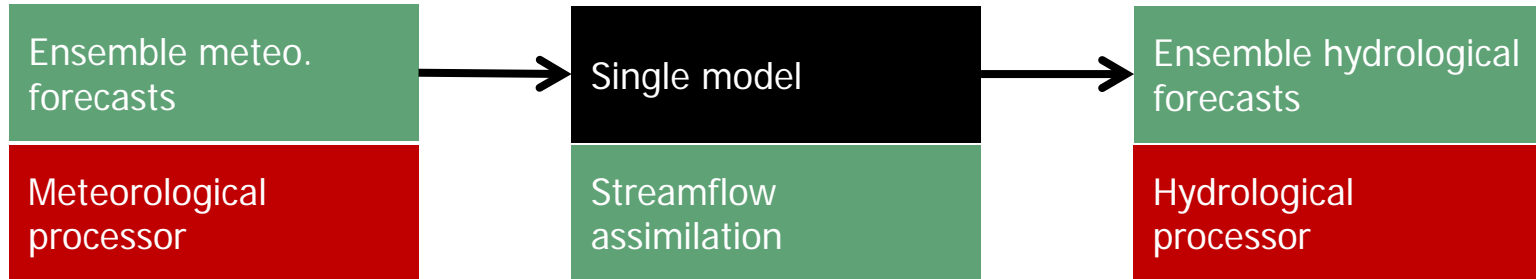 Ensemble meteo.
forecasts
Single model
Ensemble hydrological
forecasts
Meteorological
processor
Streamflow
assimilation
Hydrological
processor